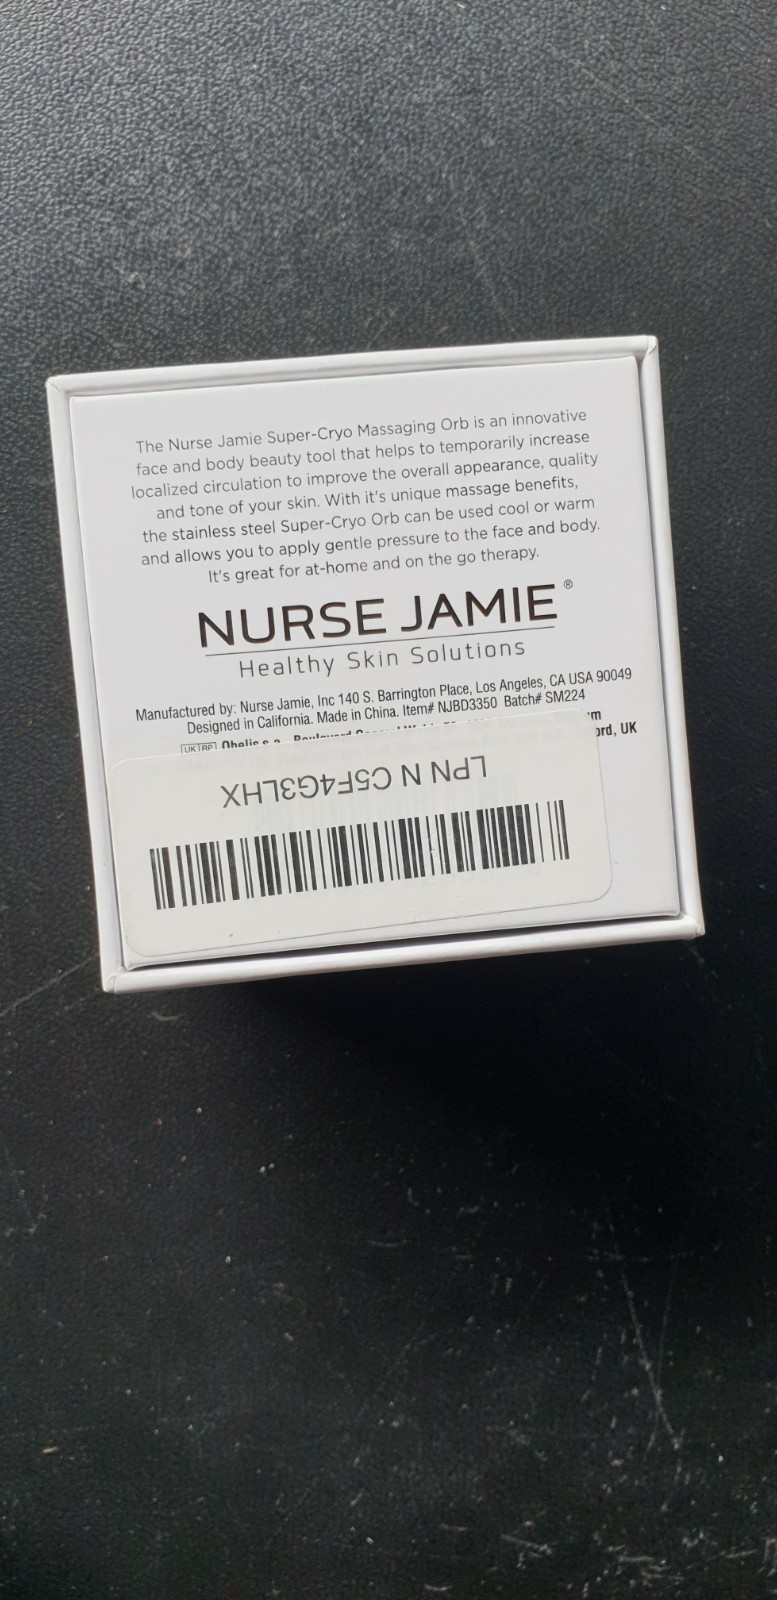 The Nurse Jamie Super-Cryo Massaging Orb is an innovative
face and body beauty tool that helps to temporarily increase
localized circulation to improve the overall appearance, quality
and tone of your skin. With it's unique massage benefits,
the stainless steel Super-Cryo Orb can be used cool or warm
and allows you to apply gentle pressure to the face and body.
It's great for at-home and on the go therapy.
NURSE JAMIE®
Healthy Skin Solutions
Manufactured by: Nurse Jamie, Inc 140 S. Barrington Place, Los Angeles, CA USA 90049
Designed in California. Made in China. Item# NJBD3350 Batch# SM224
UK RP Obelis s.a.
UK
LPN N C5F4G3LHX